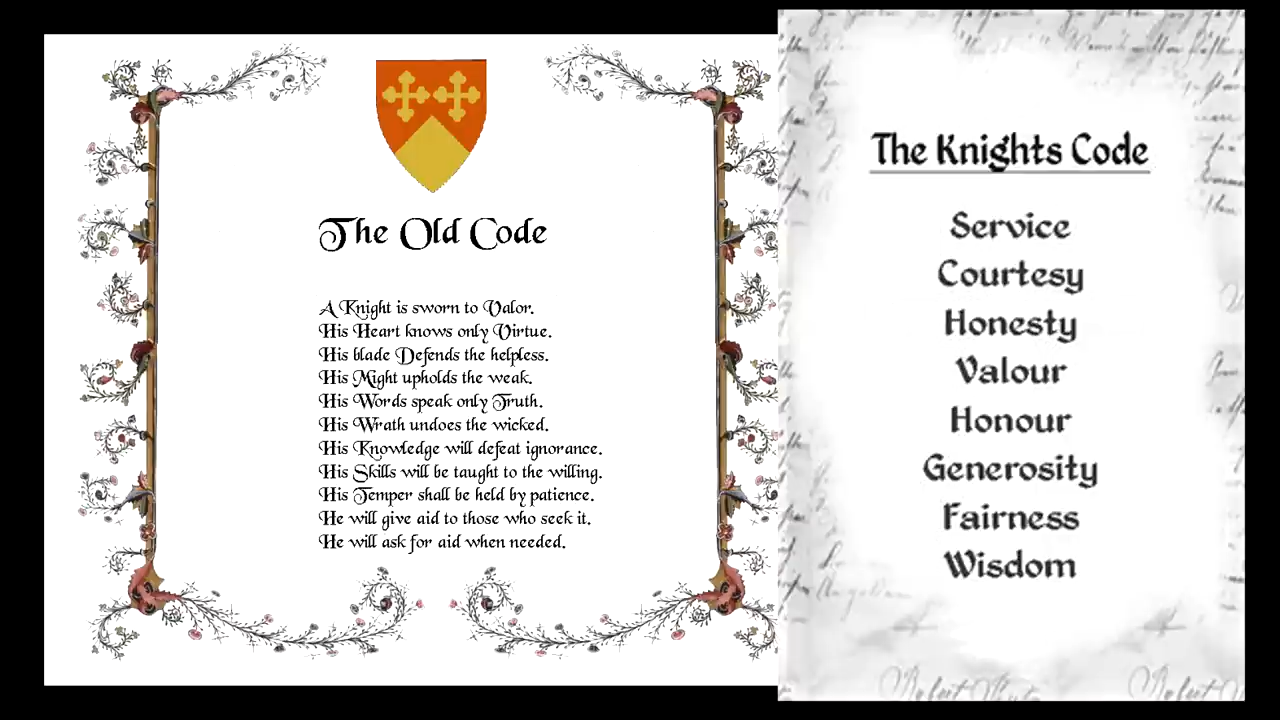 The Old Code
A Knight is sworn to Valor.
His Heart knows only Virtue.
His blade Defends the helpless.
His Might upholds the weak.
His Words speak only Truth.
His Wrath undoes the wicked.
His Knowledge will defeat ignorance.
His Skills will be taught to the willing.
His Temper shall be held by patience.
He will give aid to those who seek it.
He will ask for aid when needed.
The Knights Code
Service
Courtesy
Honesty
Valour
Honour
Generosity
Fairness
Wisdom